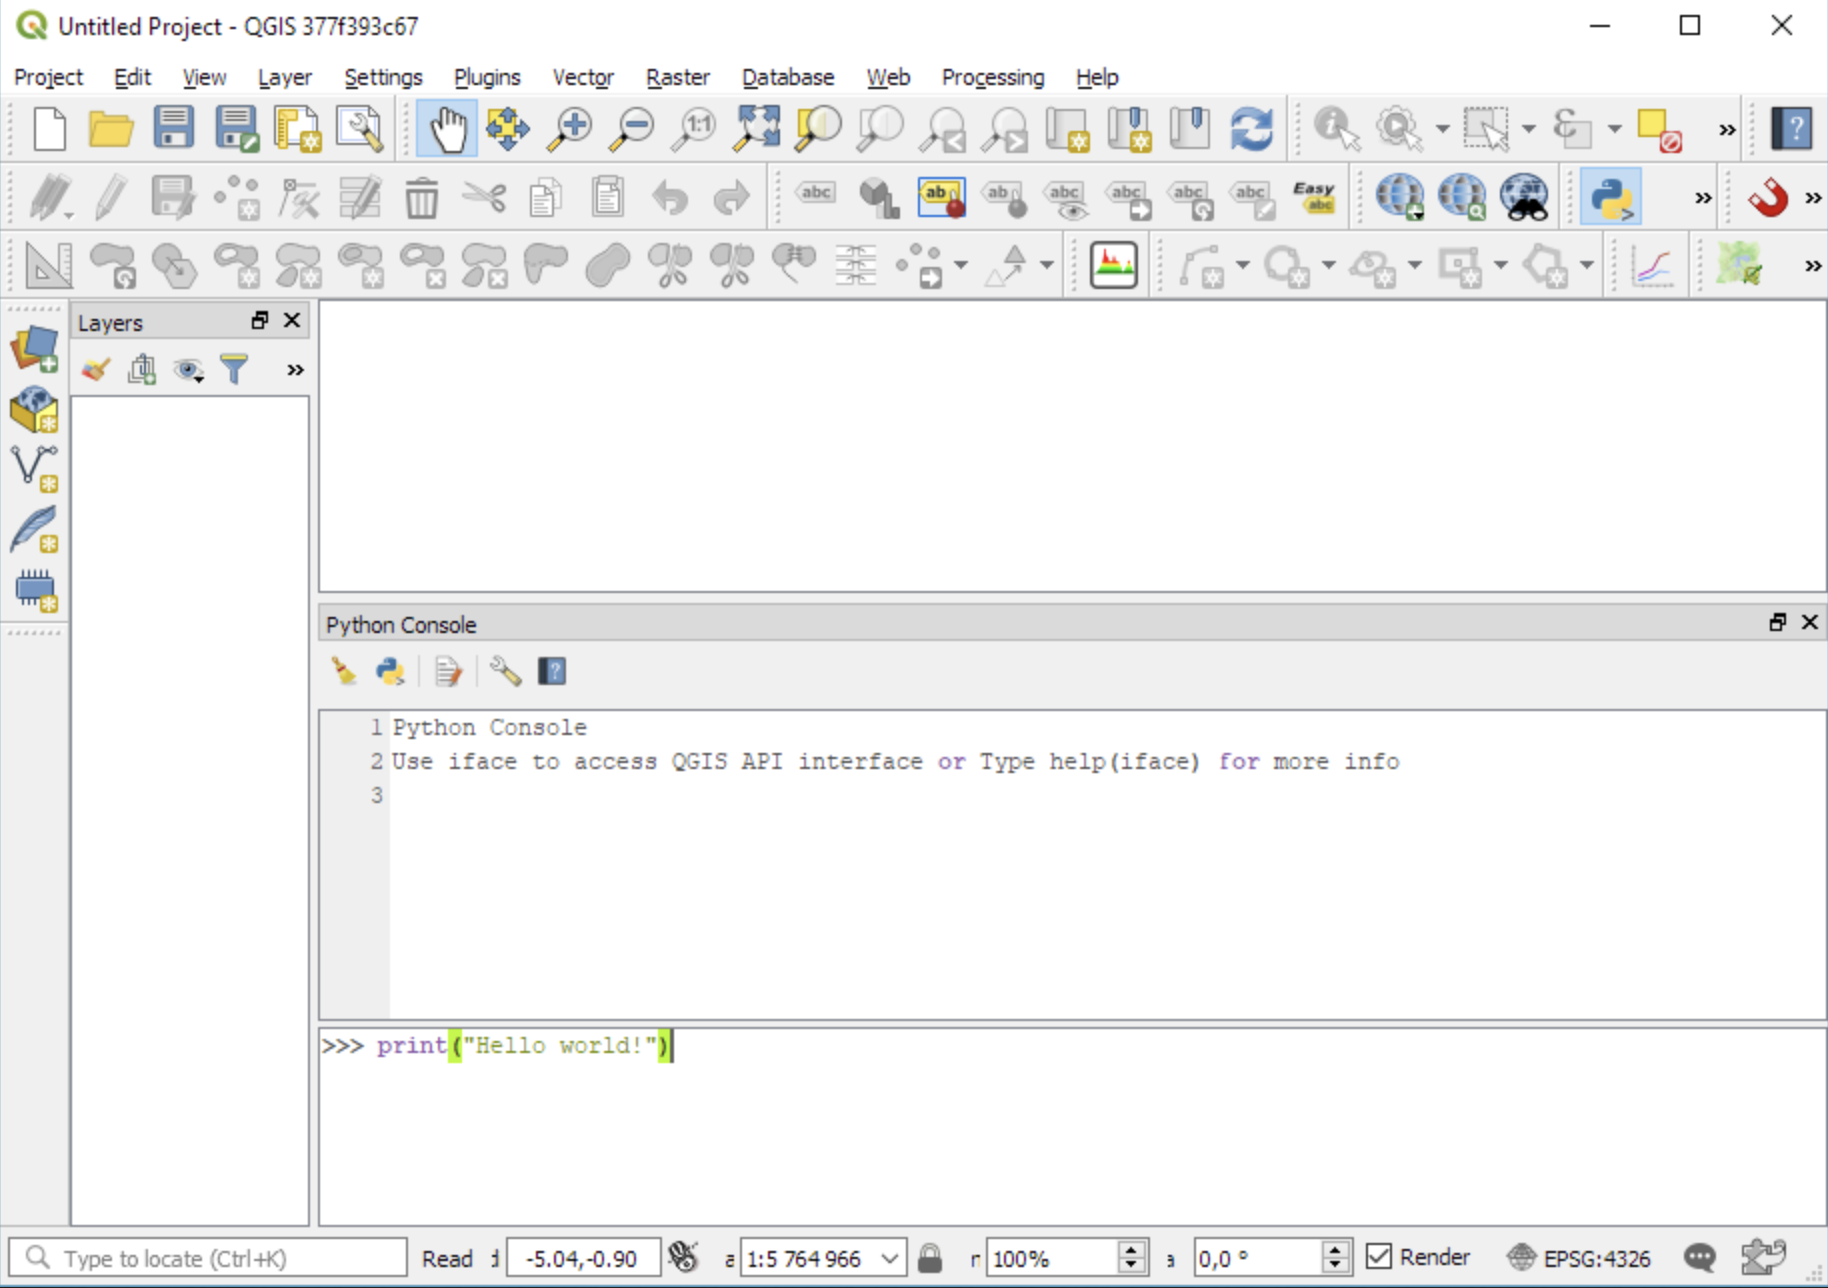 Untitled Project - QGIS 377f393c67
Project Edit View Layer Settings Plugins Vector Raster Database Web Processing Help
1:1
abc ab ab abc abc abc abc Easy abc
Layers
Python Console
1 Python Console
2 Use iface to access QGIS API interface or Type help(iface) for more info
3
>>> print("Hello world!")
Type to locate (Ctrl+K) Read -5.04,-0.90 1:5 764 966 100% 0,0 ° Render EPSG:4326